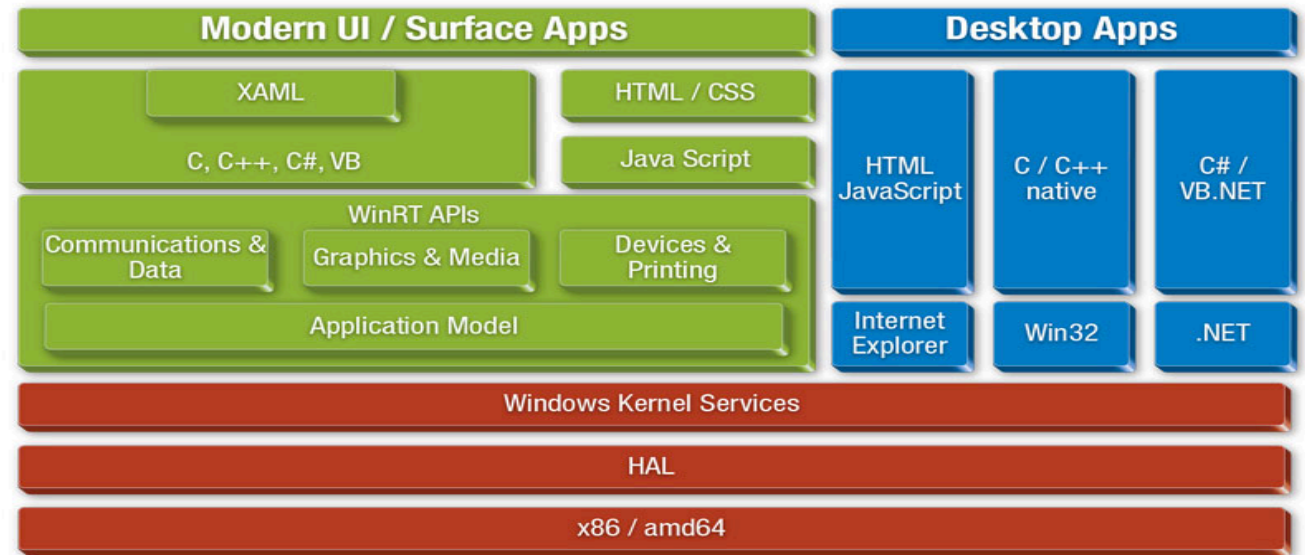 Modern UI / Surface Apps
Desktop Apps
XAML
C, C++, C#, VB
HTML / CSS
Java Script
WinRT APIs
Communications &
Data
Graphics & Media
Devices &
Printing
Application Model
HTML
JavaScript
C / C++
native
C# /
VB.NET
Internet
Explorer
Win32
.NET
Windows Kernel Services
HAL
x86 / amd64